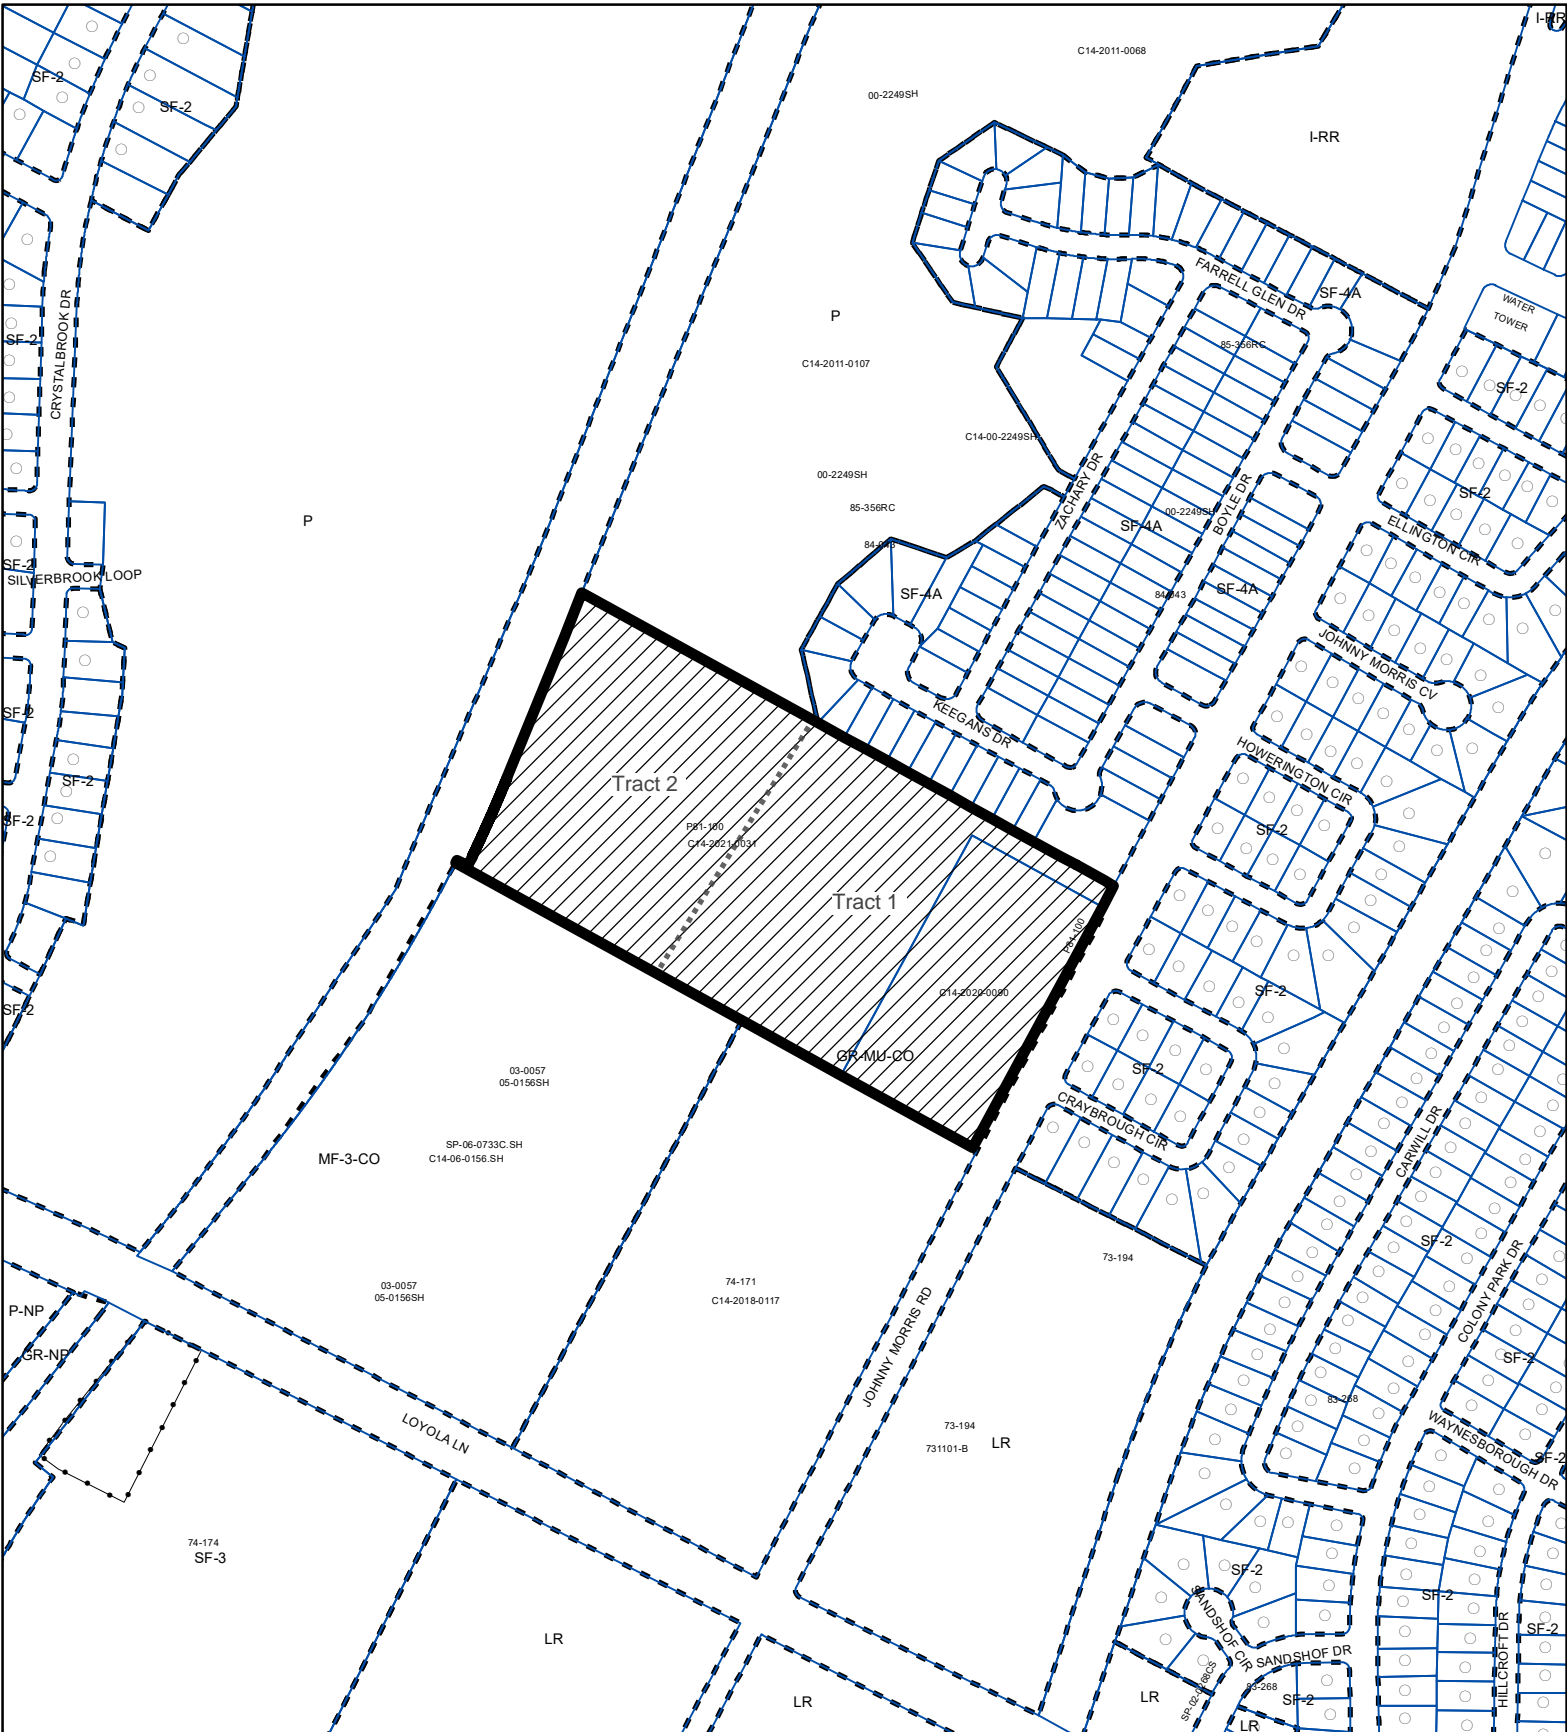 I-RR
C14-2011-0068
SF-2
00-2249SH
SF-2
I-RR
FARRELL GLEN DR
SF-4A
WATER
TOWER
P
CRYSTALBROOK DR
SF-2
85-356RC
C14-2011-0107
SF-2
C14-00-2249SH
00-2249SH
ZACHARY DR
BOYLE DR
SF-2
85-356RC
00-2249SH
P
SF-4A
ELLINGTON CIR
84-043
SF-2
SILVERBROOK LOOP
SF-4A
84-043
SF-4A
JOHNNY MORRIS CV
SF-2
KEEGANS DR
HOWERINGTON CIR
Tract 2
SF-2
SF-2
P81-100
C14-2021-0031
SF-2
Tract 1
P81-100
C14-2020-0090
SF-2
SF-2
GR-MU-CO
03-0057
05-0156SH
SF-2
CRAYBROUGH CIR
CARWILL DR
SP-06-0733C.SH
C14-06-0156.SH
MF-3-CO
73-194
SF-2
COLONY PARK DR
03-0057
05-0156SH
74-171
C14-2018-0117
JOHNNY MORRIS RD
P-NP
GR-NP
SF-2
83-268
LOYOLA LN
73-194
731101-B
LR
WAYNESBOROUGH DR
SF-2
74-174
SF-3
SF-2
SF-2
SANDSHOF CIR
LR
SANDSHOF DR
HILLCROFT DR
SF-2
SP-02-0268CS
83-268
LR
LR
SF-2
LR